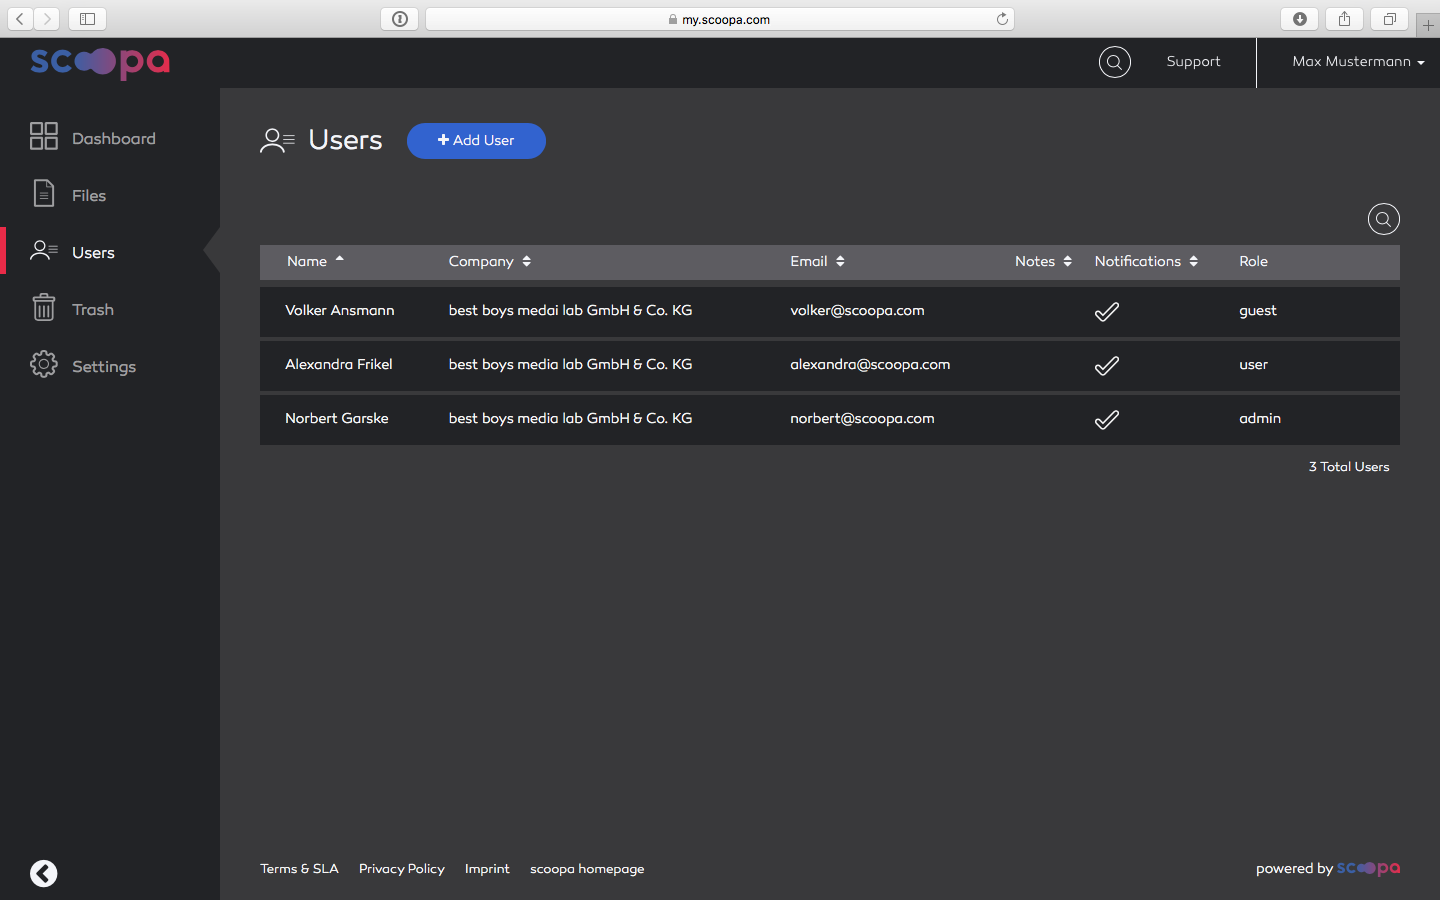 my.scoopa.com
scoopa
Support
Max Mustermann
Dashboard
Files
Users
Trash
Settings
Users
+ Add User
Name Company Email Notes Notifications Role
Volker Ansmann best boys medai lab GmbH & Co. KG volker@scoopa.com guest
Alexandra Frikel best boys media lab GmbH & Co. KG alexandra@scoopa.com user
Norbert Garske best boys media lab GmbH & Co. KG norbert@scoopa.com admin
3 Total Users
Terms & SLA Privacy Policy Imprint scoopa homepage
powered by scoopa